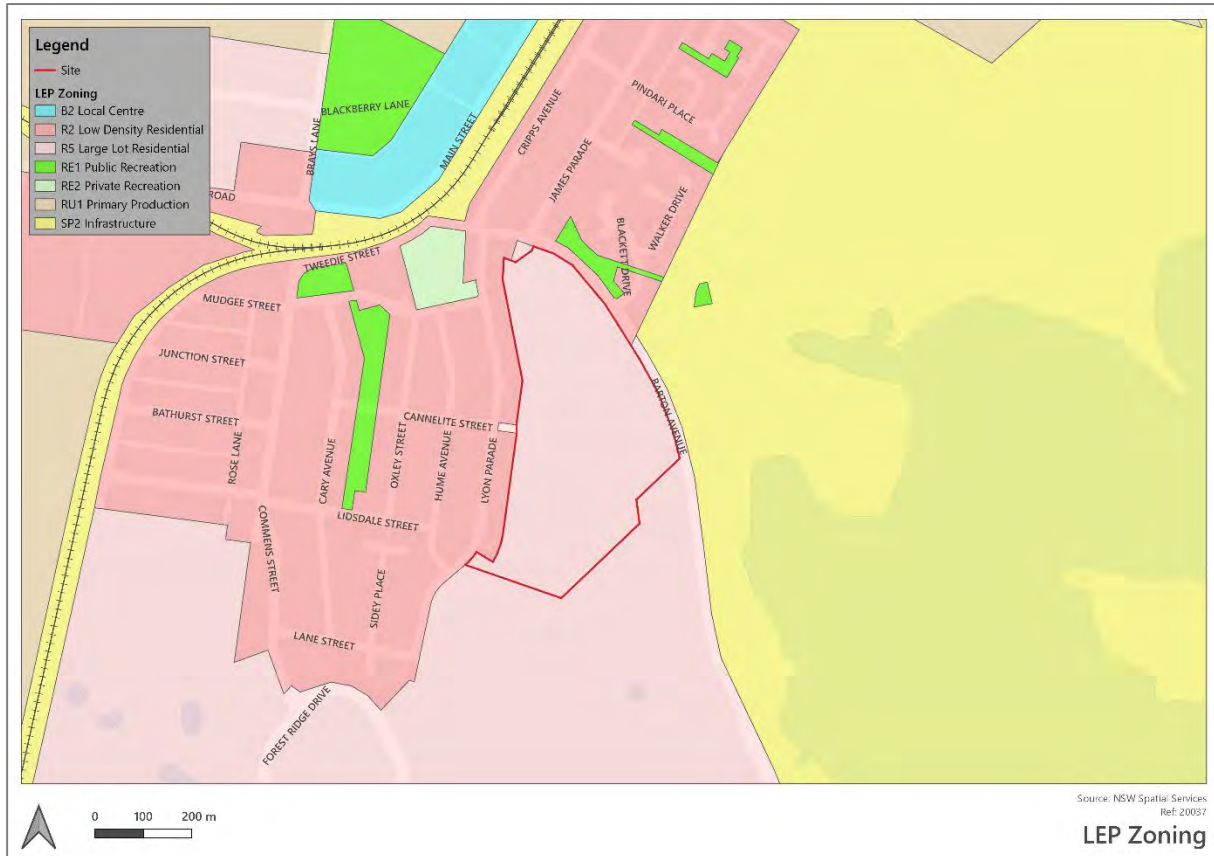 Legend
Site
LEP Zoning
B2 Local Centre
R2 Low Density Residential
R5 Large Lot Residential
RE1 Public Recreation
RE2 Private Recreation
RU1 Primary Production
SP2 Infrastructure
BLACKBERRY LANE
BRAYS LANE
MAIN STREET
CRIPPS AVENUE
PINDARI PLACE
JAMES PARADE
ROAD
WALKER DRIVE
BLACKETT DRIVE
TWEEDIE STREET
MUDGEE STREET
JUNCTION STREET
BATHURST STREET
ROSE LANE
CARY AVENUE
CANNELITE STREET
OXLEY STREET
HUME AVENUE
LYON PARADE
BARTON AVENUE
LIDSDALE STREET
COMMENS STREET
SIDEY PLACE
LANE STREET
FOREST RIDGE DRIVE
0 100 200 m
Source: NSW Spatial Services
Ref: 20037
LEP Zoning